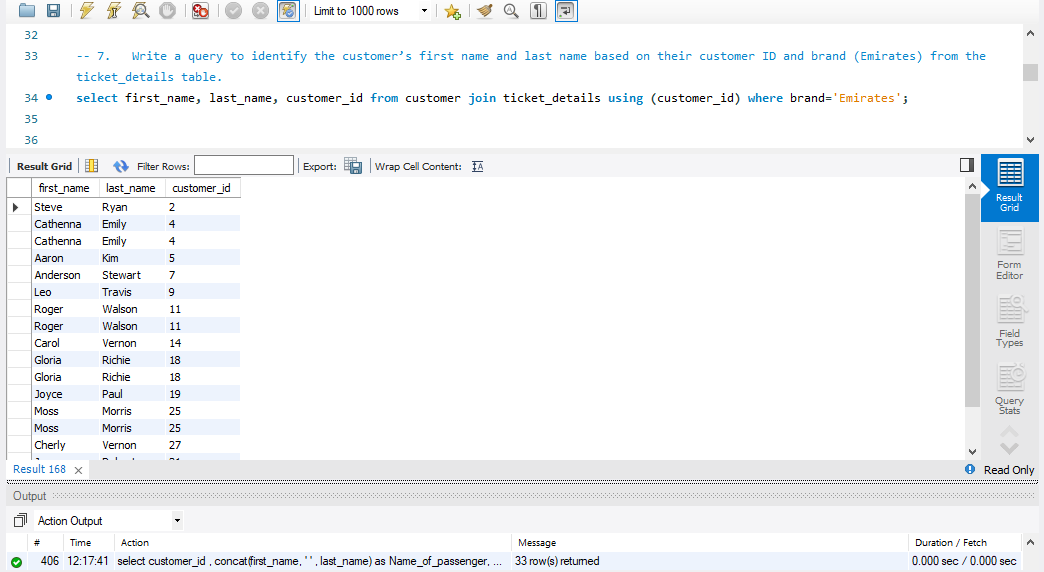 Limit to 1000 rows
32
33 -- 7. Write a query to identify the customer’s first name and last name based on their customer ID and brand (Emirates) from the
ticket_details table.
34 select first_name, last_name, customer_id from customer join ticket_details using (customer_id) where brand='Emirates';
35
36
Result Grid Filter Rows: Export: Wrap Cell Content:
first_name last_name customer_id
Steve Ryan 2
Cathenna Emily 4
Cathenna Emily 4
Aaron Kim 5
Anderson Stewart 7
Leo Travis 9
Roger Walson 11
Roger Walson 11
Carol Vernon 14
Gloria Richie 18
Gloria Richie 18
Joyce Paul 19
Moss Morris 25
Moss Morris 25
Cherly Vernon 27
Result
Grid
Form
Editor
Field
Types
Query
Stats
Result 168
Read Only
Output
Action Output
# Time Action Message Duration / Fetch
406 12:17:41 select customer_id , concat(first_name, ' ' , last_name) as Name_of_passenger, ... 33 row(s) returned 0.000 sec / 0.000 sec